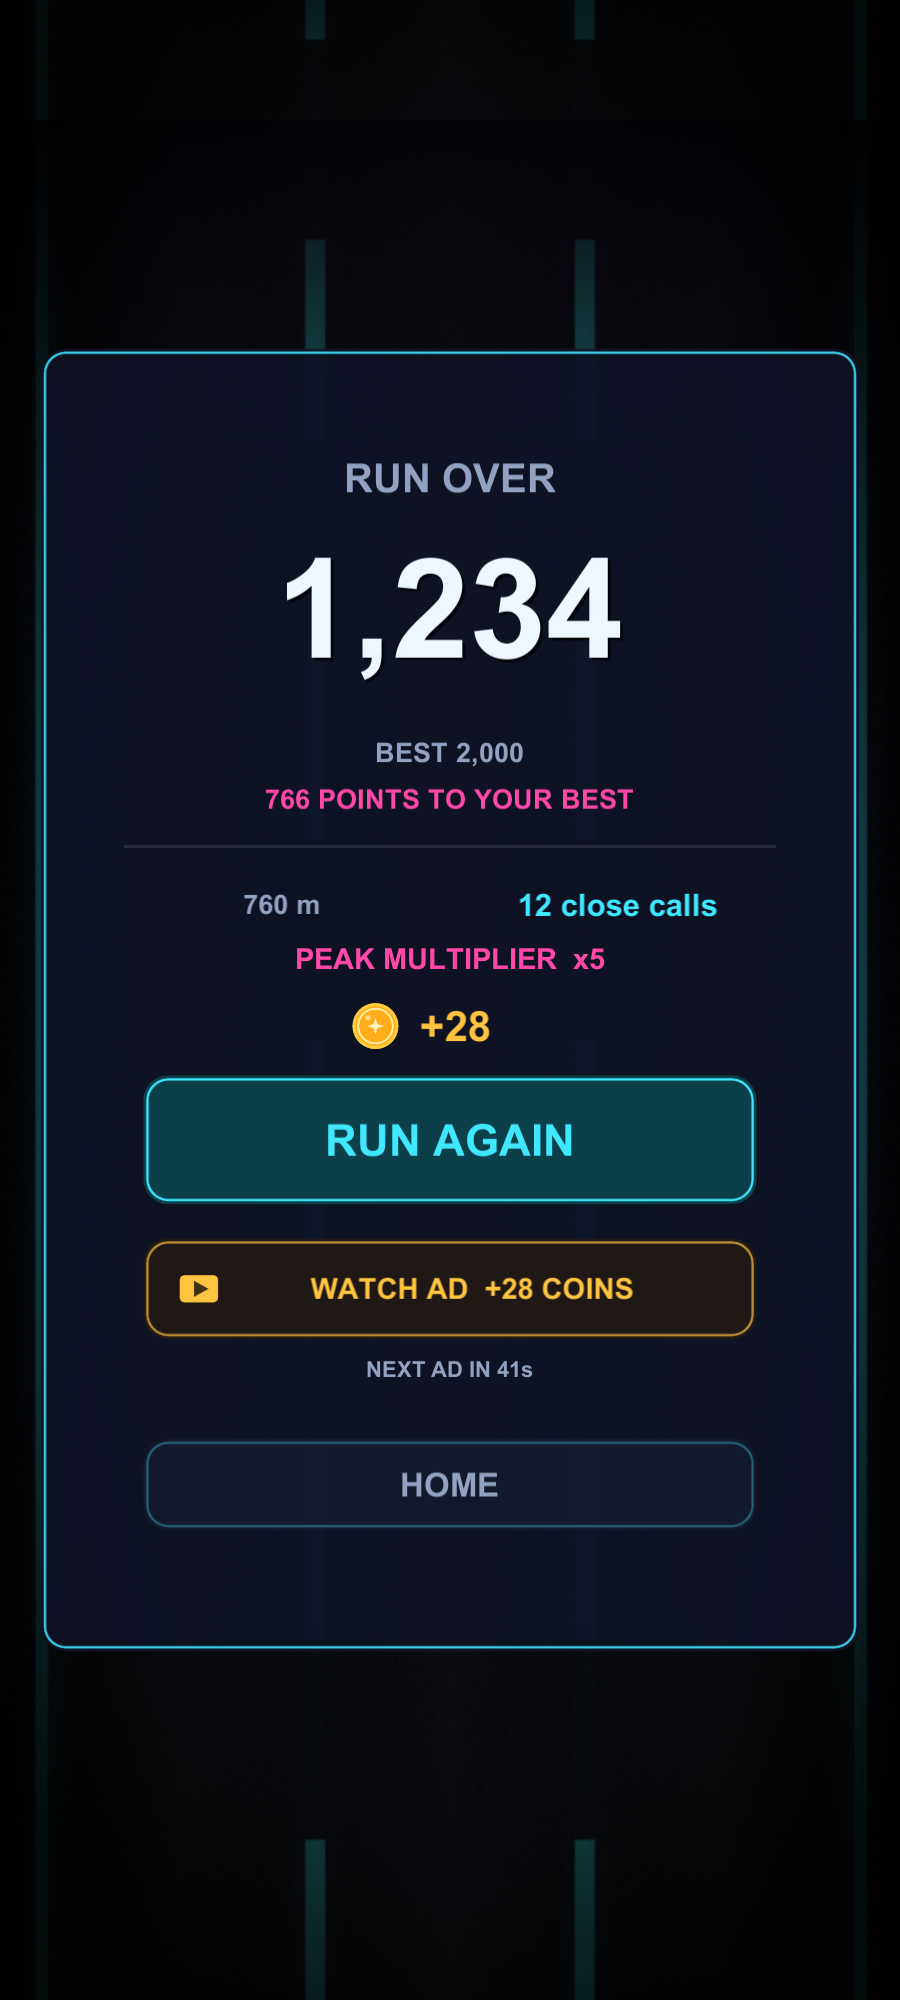 RUN OVER
1,234
BEST 2,000
766 POINTS TO YOUR BEST
760 m 12 close calls
PEAK MULTIPLIER x5
+28
RUN AGAIN
WATCH AD +28 COINS
NEXT AD IN 41s
HOME